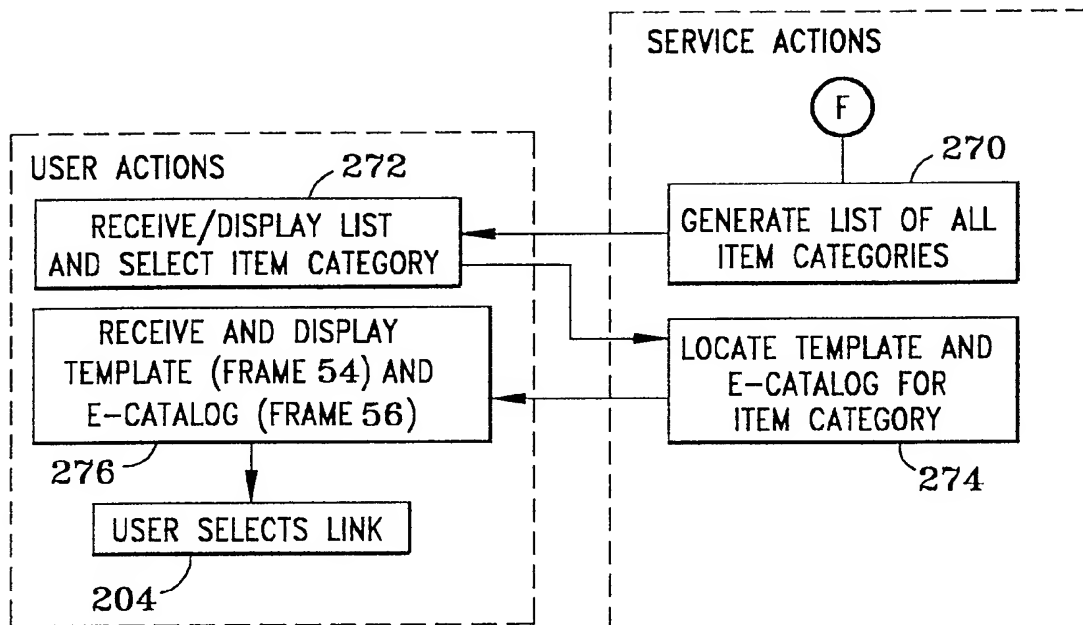 SERVICE ACTIONS
F
270
GENERATE LIST OF ALL
ITEM CATEGORIES
USER ACTIONS
272
RECEIVE/DISPLAY LIST
AND SELECT ITEM CATEGORY
RECEIVE AND DISPLAY
TEMPLATE (FRAME 54) AND
E-CATALOG (FRAME 56)
276
LOCATE TEMPLATE AND
E-CATALOG FOR
ITEM CATEGORY
274
USER SELECTS LINK
204